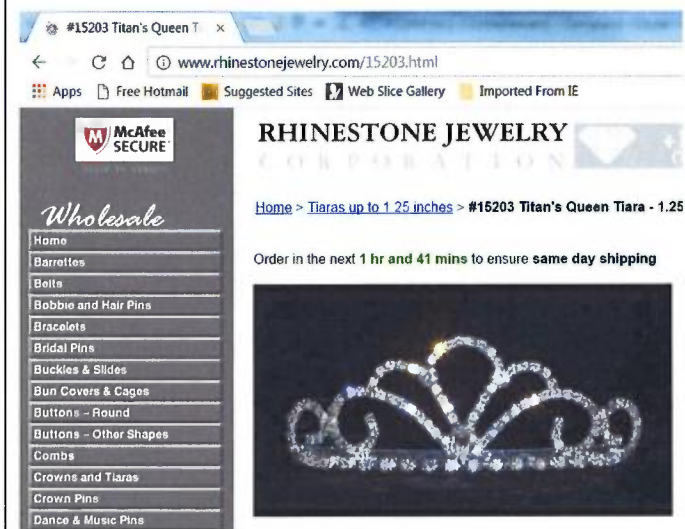 #15203 Titan's Queen T ×
www.rhinestonejewelry.com/15203.html
Apps Free Hotmail Suggested Sites Web Slice Gallery Imported From IE
McAfee
SECURE
RHINESTONE JEWELRY
CORPORATION
Home > Tiaras up to 1 25 inches > #15203 Titan's Queen Tiara - 1.25
Order in the next 1 hr and 41 mins to ensure same day shipping
Wholesale
Home
Barrettes
Belts
Bobbie and Hair Pins
Bracelets
Bridal Pins
Buckles & Slides
Bun Covers & Cages
Buttons - Round
Buttons - Other Shapes
Combs
Crowns and Tiaras
Crown Pins
Dance & Music Pins